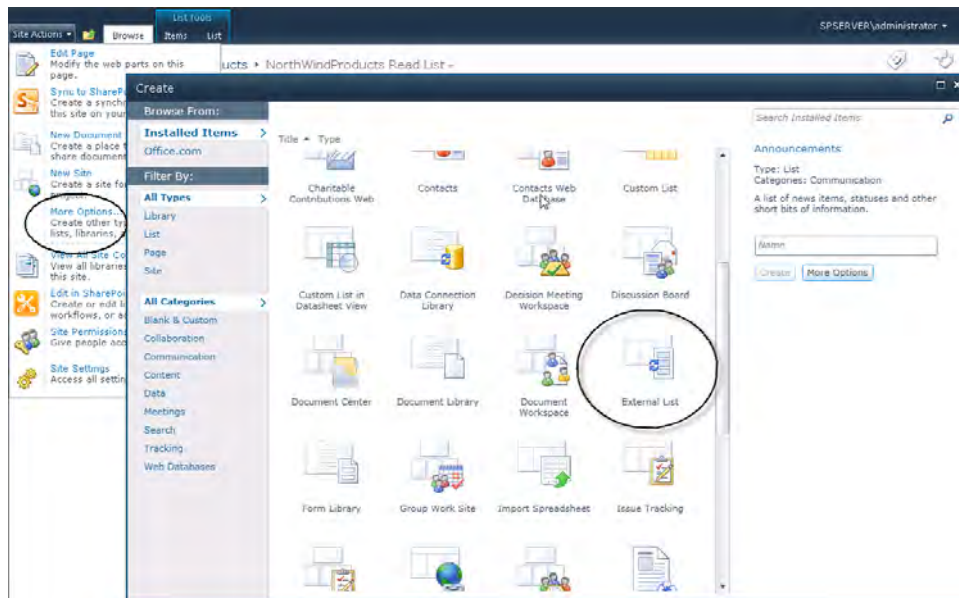 List Tools
Site Actions
Browse
Items
List
SPSERVER\administrator
Edit Page
Modify the web parts on this
page.
ucts ▸ NorthWindProducts Read List
Sync to SharePo
Create a synchr
this site on your
New Document
Create a place t
share document
New Site
Create a site fo
More Options...
Create other ty
lists, libraries,
View All Site Co
View all libraries
this site.
Edit in SharePoi
Create or edit li
workflows, or
Site Permissions
Give people acc
Site Settings
Access all settin
Create
Browse From:
Installed Items
Office.com
Filter By:
All Types
Library
List
Page
Site
All Categories
Blank & Custom
Collaboration
Communication
Content
Data
Meetings
Search
Tracking
Web Databases
Title
Type
Charitable
Contributions Web
Contacts
Contacts Web
Database
Custom List
Custom List in
Datasheet View
Data Connection
Library
Decision Meeting
Workspace
Discussion Board
Document Center
Document Library
Document
Workspace
External List
Form Library
Group Work Site
Import Spreadsheet
Issue Tracking
Search Installed Items
Announcements
Type: List
Categories: Communication
A list of news items, statuses and other
short bits of information.
Name
Create
More Options